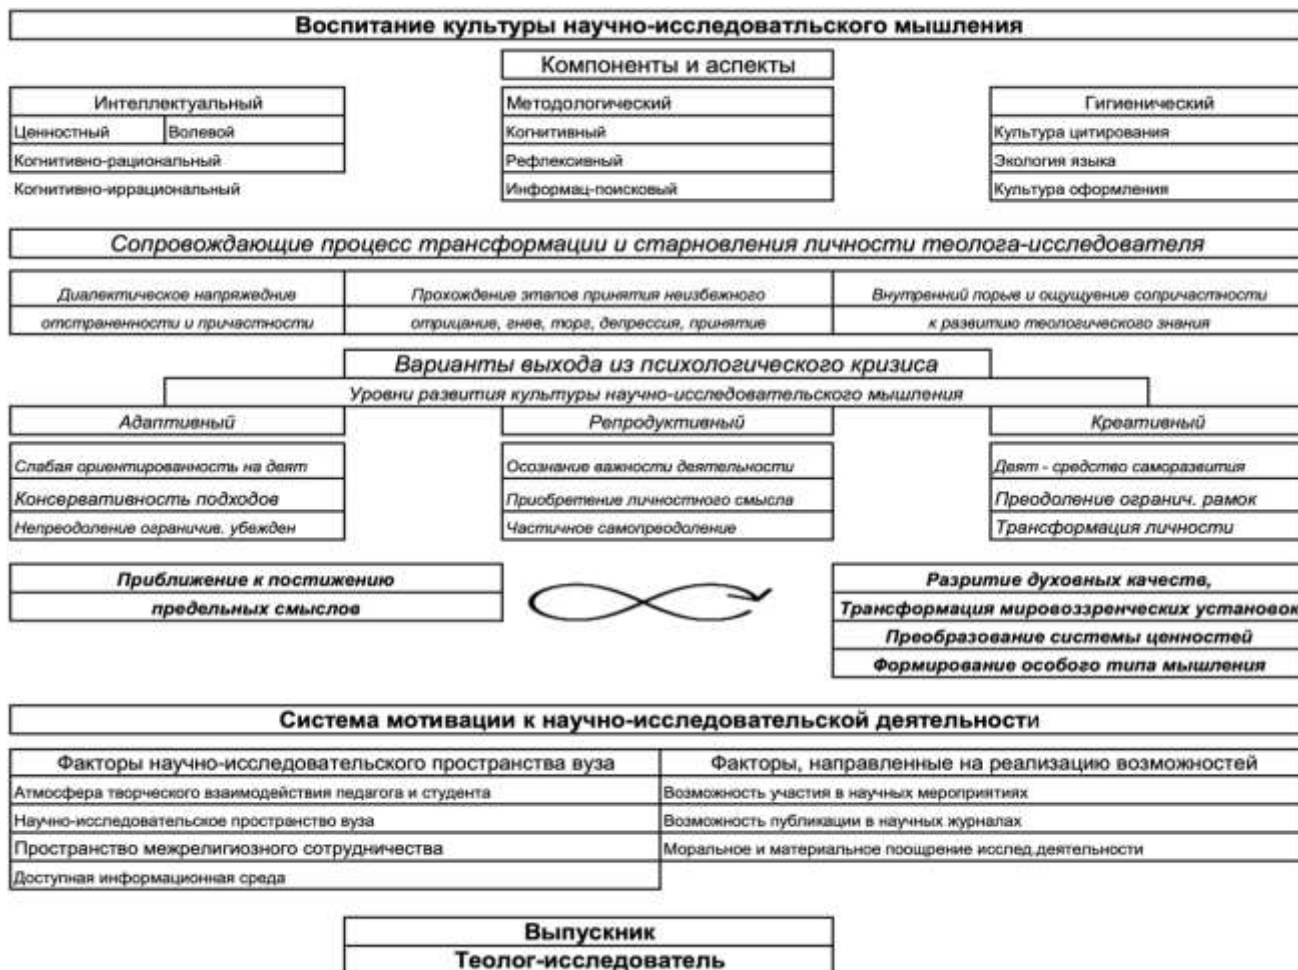 Воспитание культуры научно-исследоватльского мышления
Компоненты и аспекты
Интеллектуальный Методологический Гигиенический
Ценностный Волевой Когнитивный Культура цитирования
Когнитивно-рациональный Рефлексивный Экология языка
Когнитивно-иррациональный Информац-поисковый Культура оформления
Сопровождающие процесс трансформации и старновления личности теолога-исследователя
Диалектическое напряжедние Прохождение этапов принятия неизбежного Внутренний порыв и ощущувение сопричастности
отстраненности и причастности отрицание, гнев, торг, депрессия, принятие к развитию теологического знания
Варианты выхода из психологического кризиса
Уровни развития культуры научно-исследовательского мышления
Адаптивный Репродуктивный Креативный
Слабая ориентированность на деят Осознание важности деятельности Деят - средство саморазвития
Консервативность подходов Приобретение личностного смысла Преодоление огранич. рамок
Непреодоление ограничив. убежден Частичное самопреодоление Трансформация личности
Приближение к постижению Разритие духовных качеств,
предельных смыслов Трансформация мировоззренческих установок
Преобразование системы ценностей
Формирование особого типа мышления
Система мотивации к научно-исследовательской деятельности
Факторы научно-исследовательского пространства вуза Факторы, направленные на реализацию возможностей
Атмосфера творческого взаимодействия педагога и студента Возможность участия в научных мероприятиях
Научно-исследовательское пространство вуза Возможность публикации в научных журналах
Пространство межрелигиозного сотрудничества Моральное и материальное поощрение исслед.деятельности
Доступная информационная среда
Выпускник
Теолог-исследователь